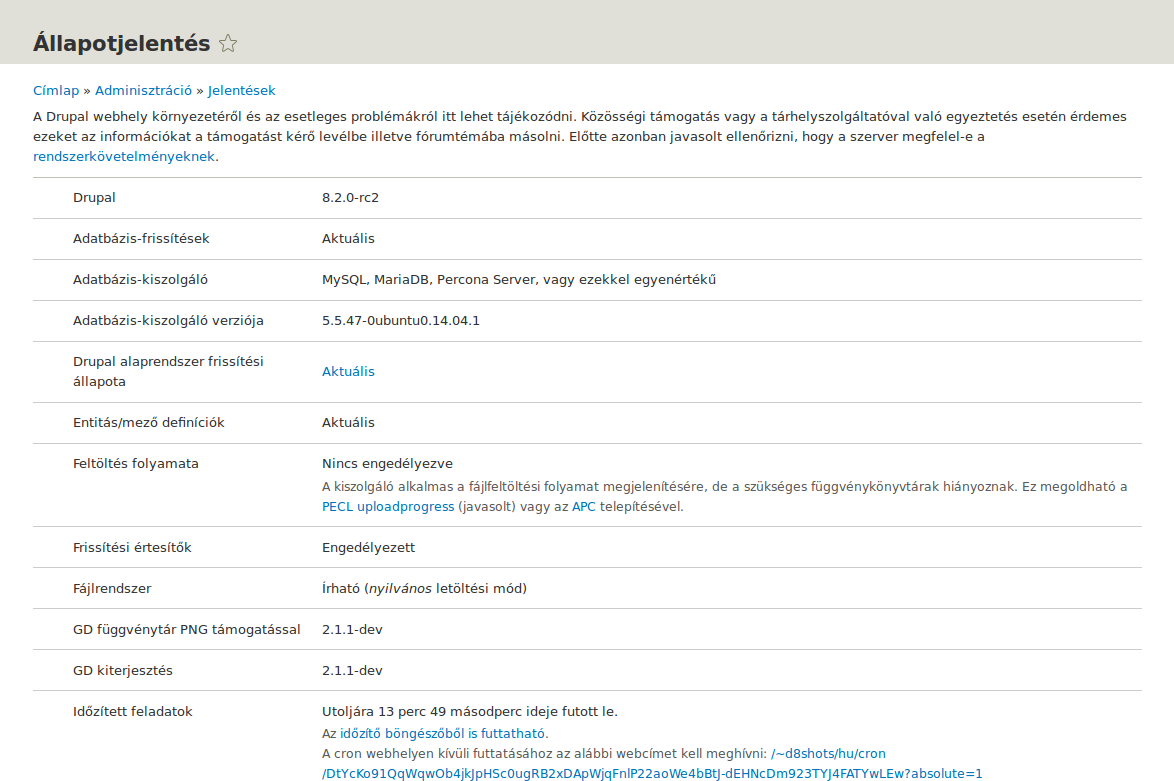 Állapotjelentés
Címlap » Adminisztráció » Jelentések
A Drupal webhely környezetéről és az esetleges problémákról itt lehet tájékozódni. Közösségi támogatás vagy a tárhelyszolgáltatóval való egyeztetés esetén érdemes
ezeket az információkat a támogatást kérő levélbe illetve fórumtémába másolni. Előtte azonban javasolt ellenőrizni, hogy a szerver megfelel-e a
rendszerkövetelményeknek.
Drupal 8.2.0-rc2
Adatbázis-frissítések Aktuális
Adatbázis-kiszolgáló MySQL, MariaDB, Percona Server, vagy ezekkel egyenértékű
Adatbázis-kiszolgáló verziója 5.5.47-0ubuntu0.14.04.1
Drupal alaprendszer frissítési
állapota
Aktuális
Entitás/mező definíciók Aktuális
Feltöltés folyamata Nincs engedélyezve
A kiszolgáló alkalmas a fájlfeltöltési folyamat megjelenítésére, de a szükséges függvénykönyvtárak hiányoznak. Ez megoldható a
PECL uploadprogress (javasolt) vagy az APC telepítésével.
Frissítési értesítők Engedélyezett
Fájlrendszer Írható (nyilvános letöltési mód)
GD függvénytár PNG támogatással 2.1.1-dev
GD kiterjesztés 2.1.1-dev
Időzített feladatok Utoljára 13 perc 49 másodperc ideje futott le.
Az időzítő böngészőből is futtatható.
A cron webhelyen kívüli futtatásához az alábbi webcímet kell meghívni: /~d8shots/hu/cron
/DtYcKo91QqWqwOb4jkJpHSc0ugRB2xDApWjqFnlP22aoWe4bBtJ-dEHNcDm923TYJ4FATYwLEw?absolute=1